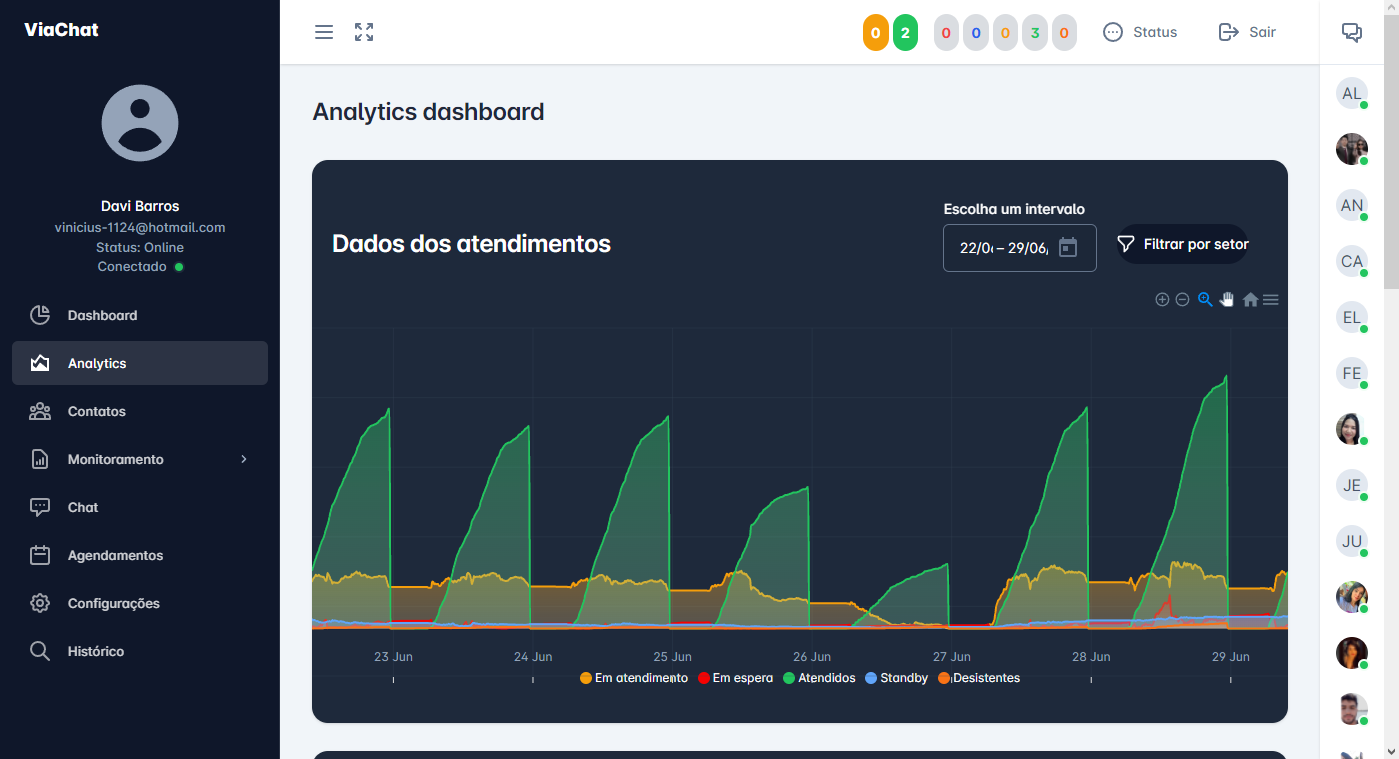 ViaChat
Davi Barros
vinicius-1124@hotmail.com
Status: Online
Conectado
Dashboard
Analytics
Contatos
Monitoramento
Chat
Agendamentos
Configurações
Histórico
0 2 0 0 0 3 0 Status Sair
Analytics dashboard
Dados dos atendimentos
Escolha um intervalo
22/0 – 29/06/
Filtrar por setor
23 Jun 24 Jun 25 Jun 26 Jun 27 Jun 28 Jun 29 Jun
Em atendimento Em espera Atendidos Standby Desistentes
AL
AN
CA
EL
FE
JE
JU